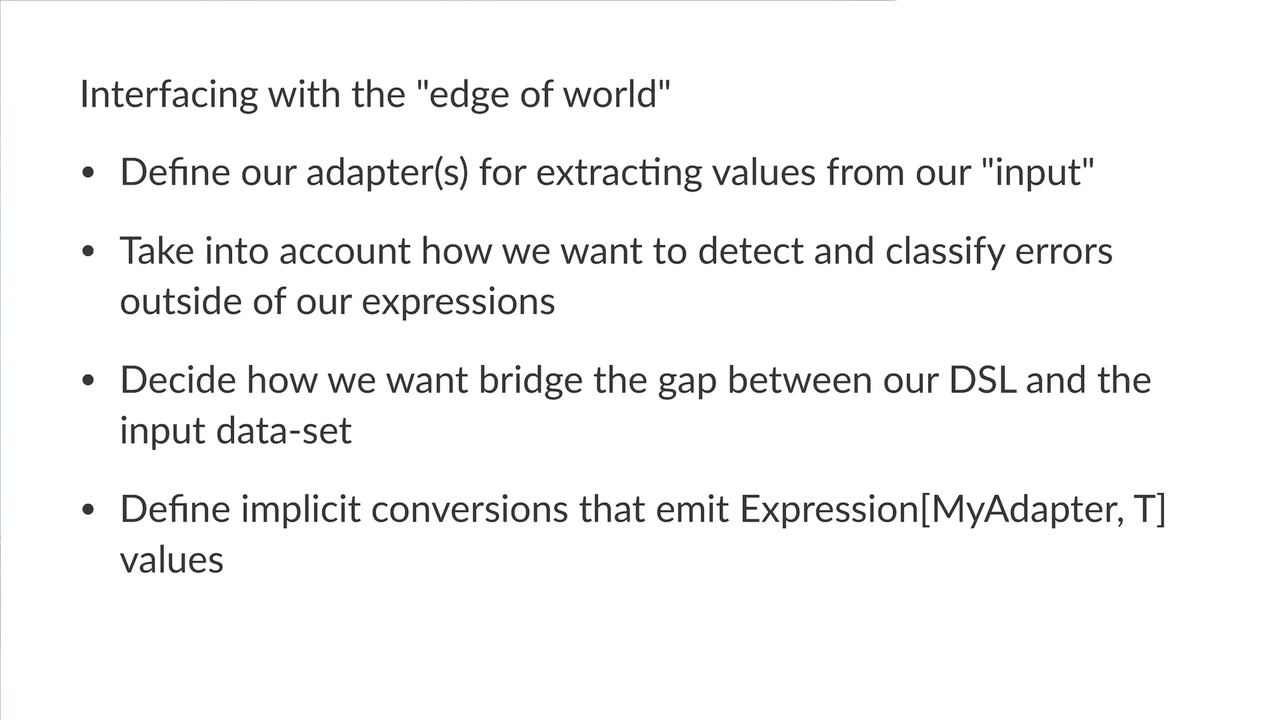 Interfacing with the "edge of world"
• Define our adapter(s) for extracting values from our "input"
• Take into account how we want to detect and classify errors
outside of our expressions
• Decide how we want bridge the gap between our DSL and the
input data-set
• Define implicit conversions that emit Expression[MyAdapter, T]
values